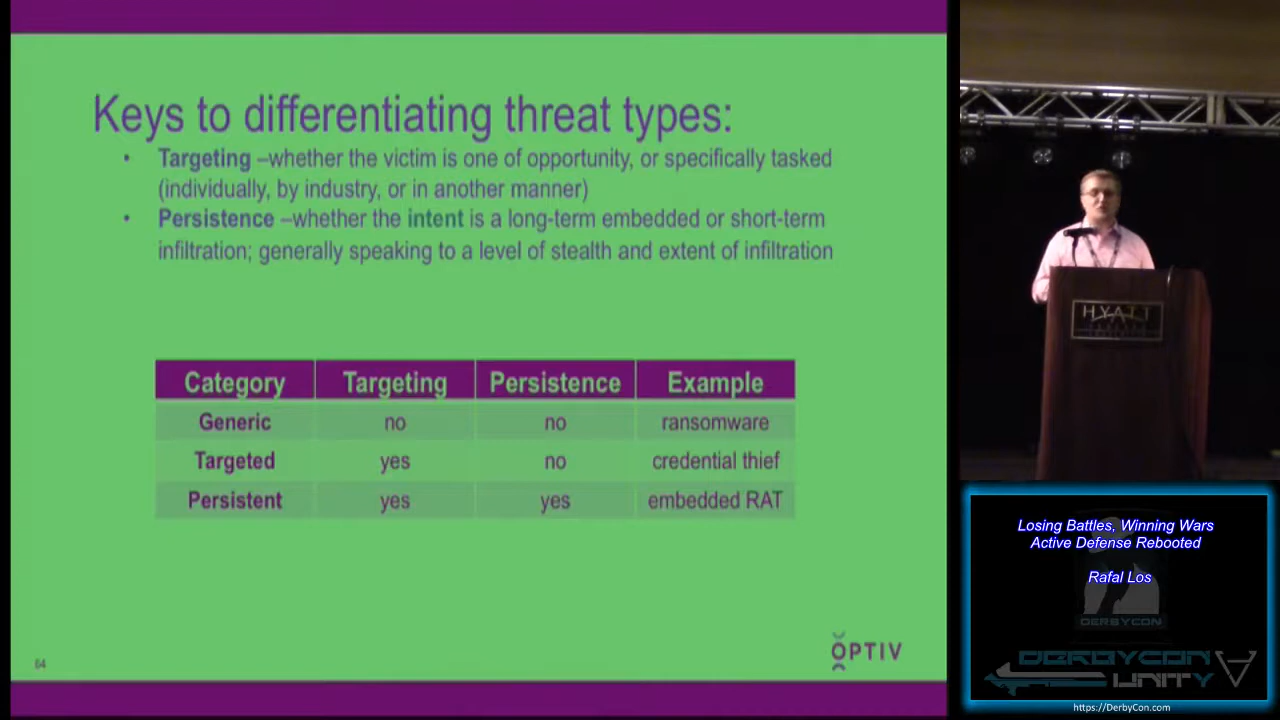 Keys to differentiating threat types:
• Targeting –whether the victim is one of opportunity, or specifically tasked
(individually, by industry, or in another manner)
• Persistence –whether the intent is a long-term embedded or short-term
infiltration; generally speaking to a level of stealth and extent of infiltration
Category Targeting Persistence Example
Generic no no ransomware
Targeted yes no credential thief
Persistent yes yes embedded RAT
64
OPTIV
HYATT
Losing Battles, Winning Wars
Active Defense Rebooted
Rafal Los
DERBYCON
DERBYCON
UNITY
https://DerbyCon.com